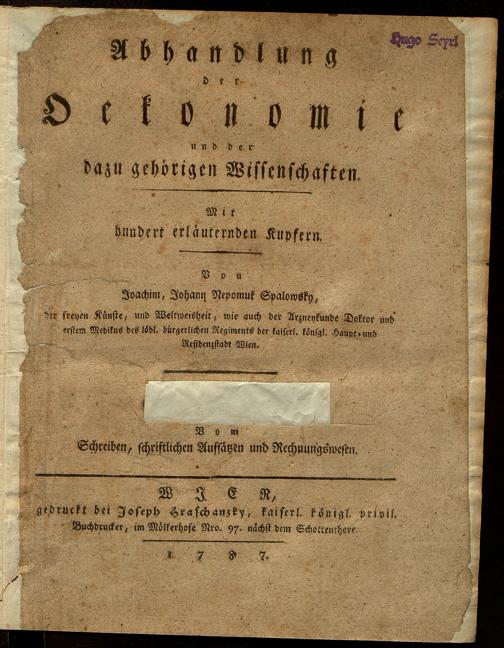 Hugo Seyrl
Abhandlung
der
Oekonomie
und der
dazu gehörigen Wissenschaften.
Mit
hundert erläuternden Kupfern.
Von
Joachim, Johann Nepomuk Spalowsky,
der freyen Künste, und Weltweisheit, wie auch der Arzneykunde Doktor und
erstem Medikus des löbl. bürgerlichen Regiments der kaiserl. königl. Haupt- und
Residenzstadt Wien.
Vom
Schreiben, schriftlichen Aufsätzen und Rechnungswesen.
WIEN,
gedruckt bei Joseph Hraschanzky, kaiserl. königl. privil.
Buchdrucker, im Mölkerhofe Nro. 97. nächst dem Schottenthore.
1787.